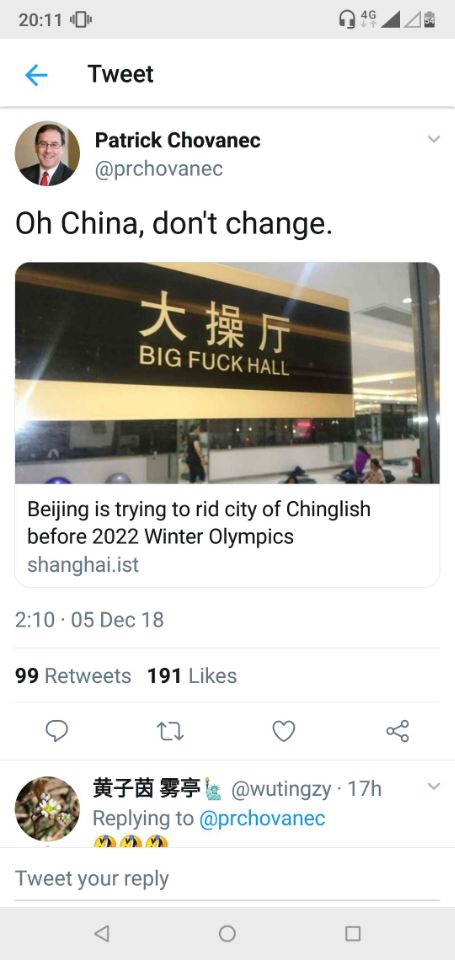 20:11
4G
54
Tweet
Patrick Chovanec
@prchovanec
Oh China, don't change.
大操厅
BIG FUCK HALL
Beijing is trying to rid city of Chinglish
before 2022 Winter Olympics
shanghai.ist
2:10 · 05 Dec 18
99 Retweets 191 Likes
黄子茵 雾亭🗽 @wutingzy · 17h
Replying to @prchovanec
🤣🤣🤣
Tweet your reply